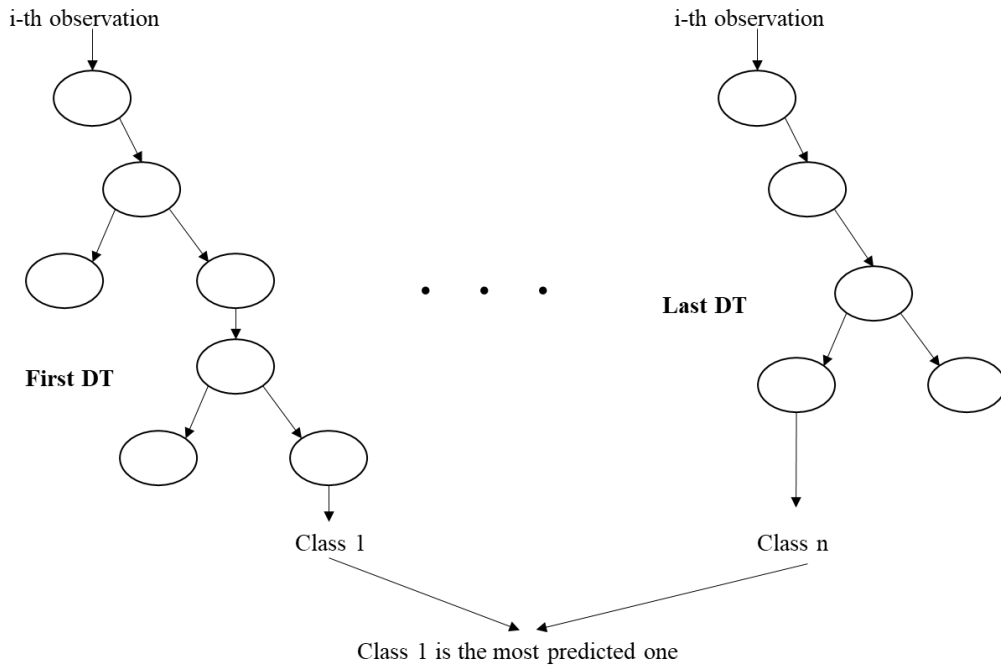 i-th observation
i-th observation
Last DT
First DT
Class 1
Class n
Class 1 is the most predicted one